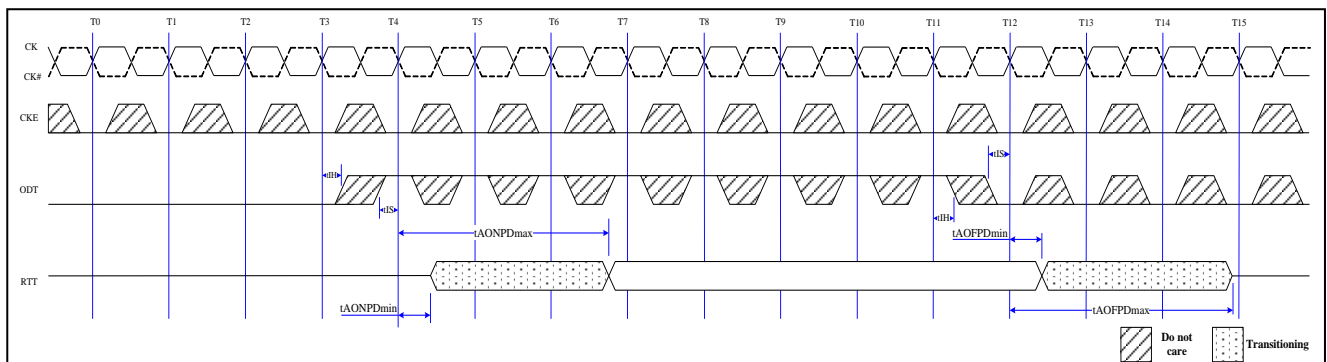 T0 T1 T2 T3 T4 T5 T6 T7 T8 T9 T10 T11 T12 T13 T14 T15
CK
CK#
CKE
tIS
tIH
ODT
tIS
tIH
tAONPDmax
tAOFPDmin
RTT
tAONPDmin
tAOFPDmax
Do not
care
Transitioning